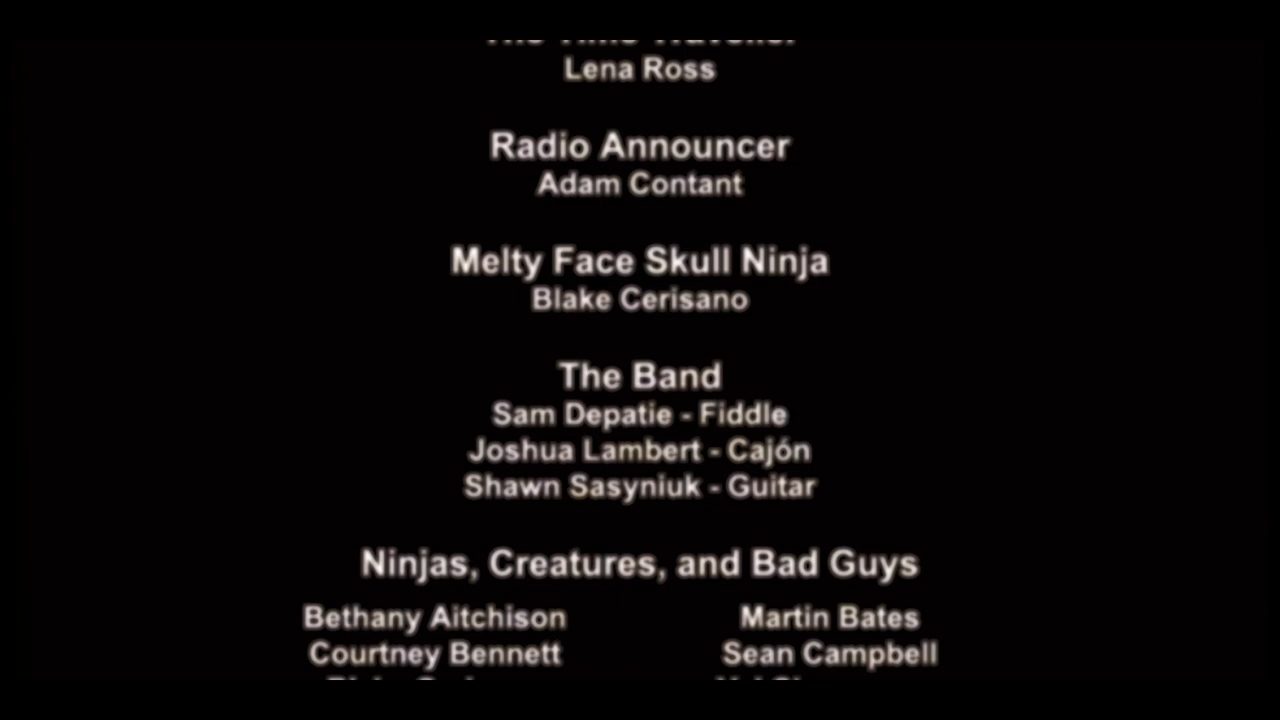 Lena Ross
Radio Announcer
Adam Contant
Melty Face Skull Ninja
Blake Cerisano
The Band
Sam Depatie - Fiddle
Joshua Lambert - Cajón
Shawn Sasyniuk - Guitar
Ninjas, Creatures, and Bad Guys
Bethany Aitchison Martin Bates
Courtney Bennett Sean Campbell